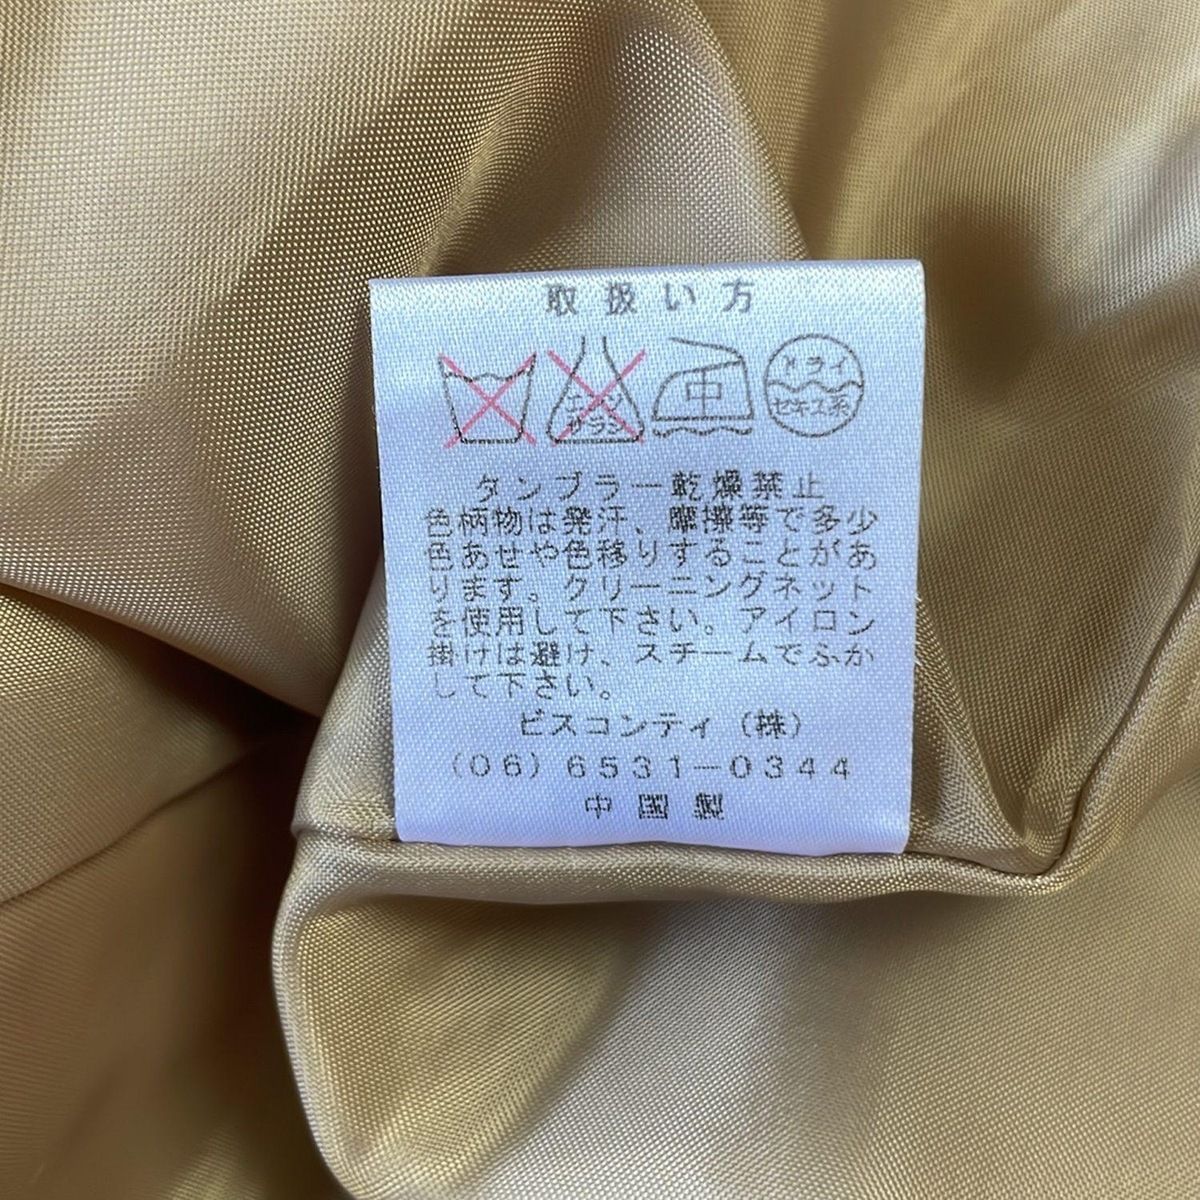 取扱い方
エンソ
サラシ
中
ドライ
セキユ系
タンブラー乾燥禁止
色柄物は発汗、摩擦等で多少
色あせや色移りすることがあ
ります。クリーニングネット
を使用して下さい。アイロン
掛けは避け、スチームでふか
して下さい。
ビスコンティ(株)
(06)6531-0344
中国製